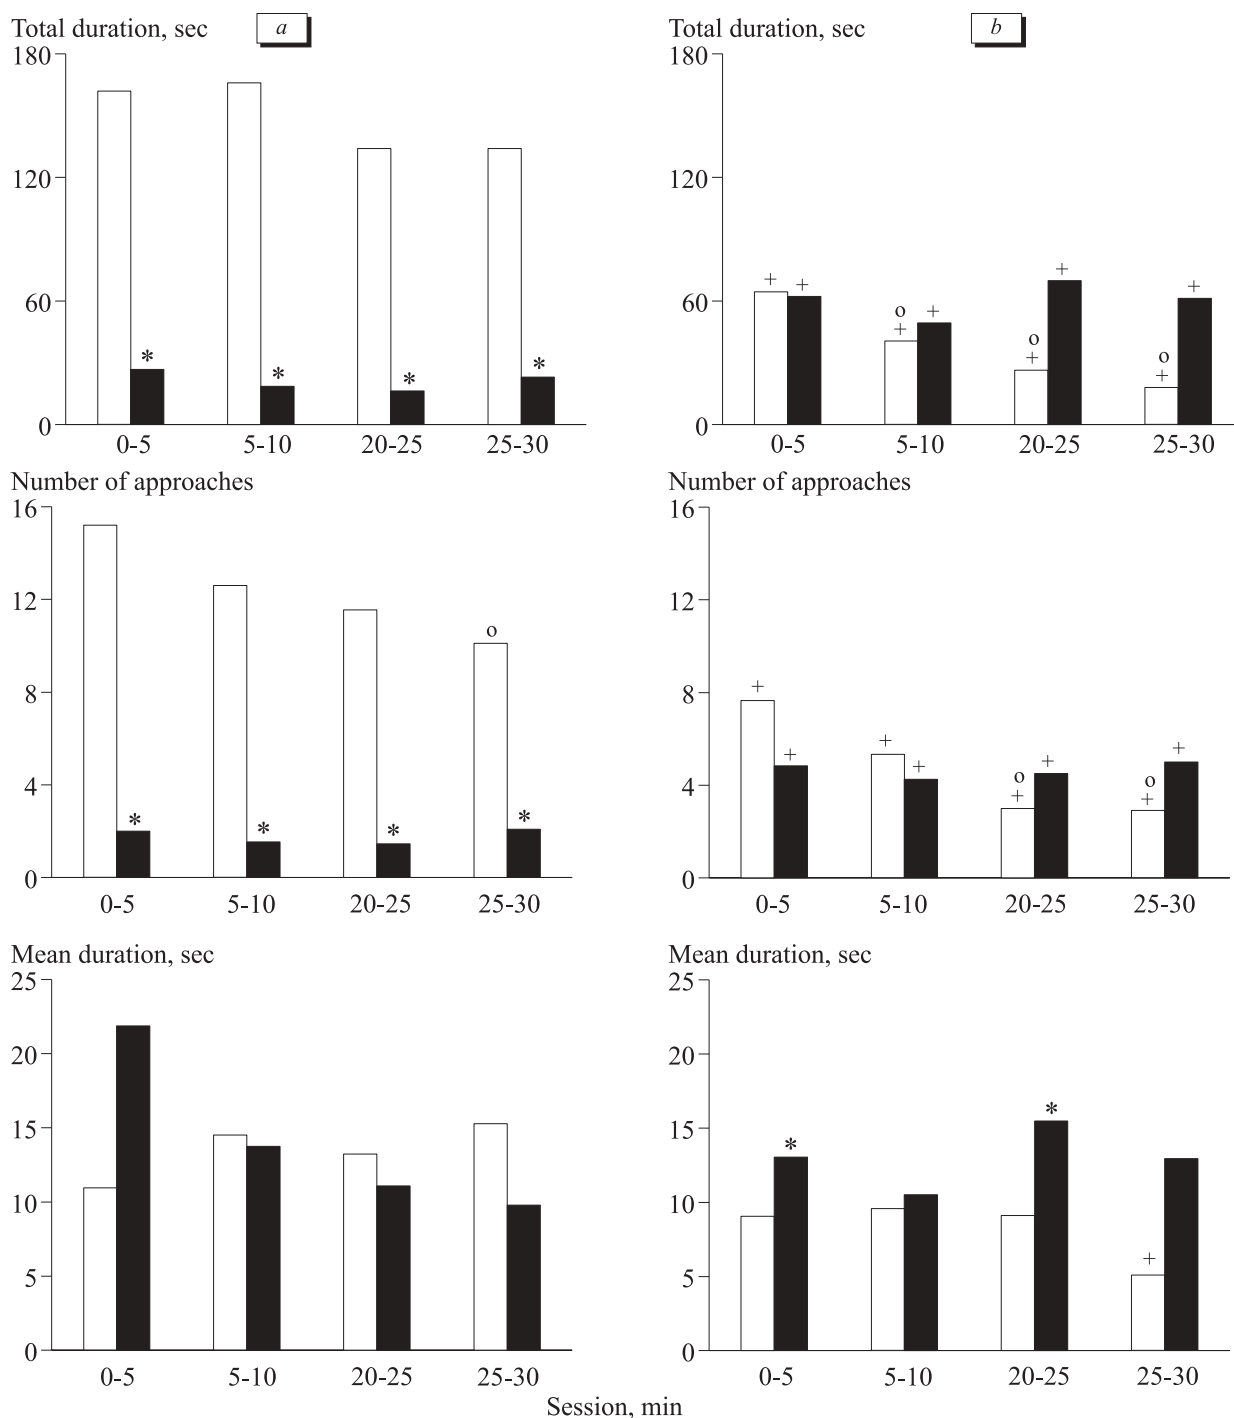 Total duration, sec
a
180
120
60
0
*
*
*
*
0-5 5-10 20-25 25-30
Total duration, sec
b
180
120
60
0
+ +
o
+ +
o
+ +
o
+ +
0-5 5-10 20-25 25-30
Number of approaches
16
12
8
4
0
o
* * * *
0-5 5-10 20-25 25-30
Number of approaches
16
12
8
4
0
+ +
+ +
o
+ +
o
+ +
0-5 5-10 20-25 25-30
Mean duration, sec
25
20
15
10
5
0
0-5 5-10 20-25 25-30
Mean duration, sec
25
20
15
10
5
0
*
*
+
0-5 5-10 20-25 25-30
Session, min